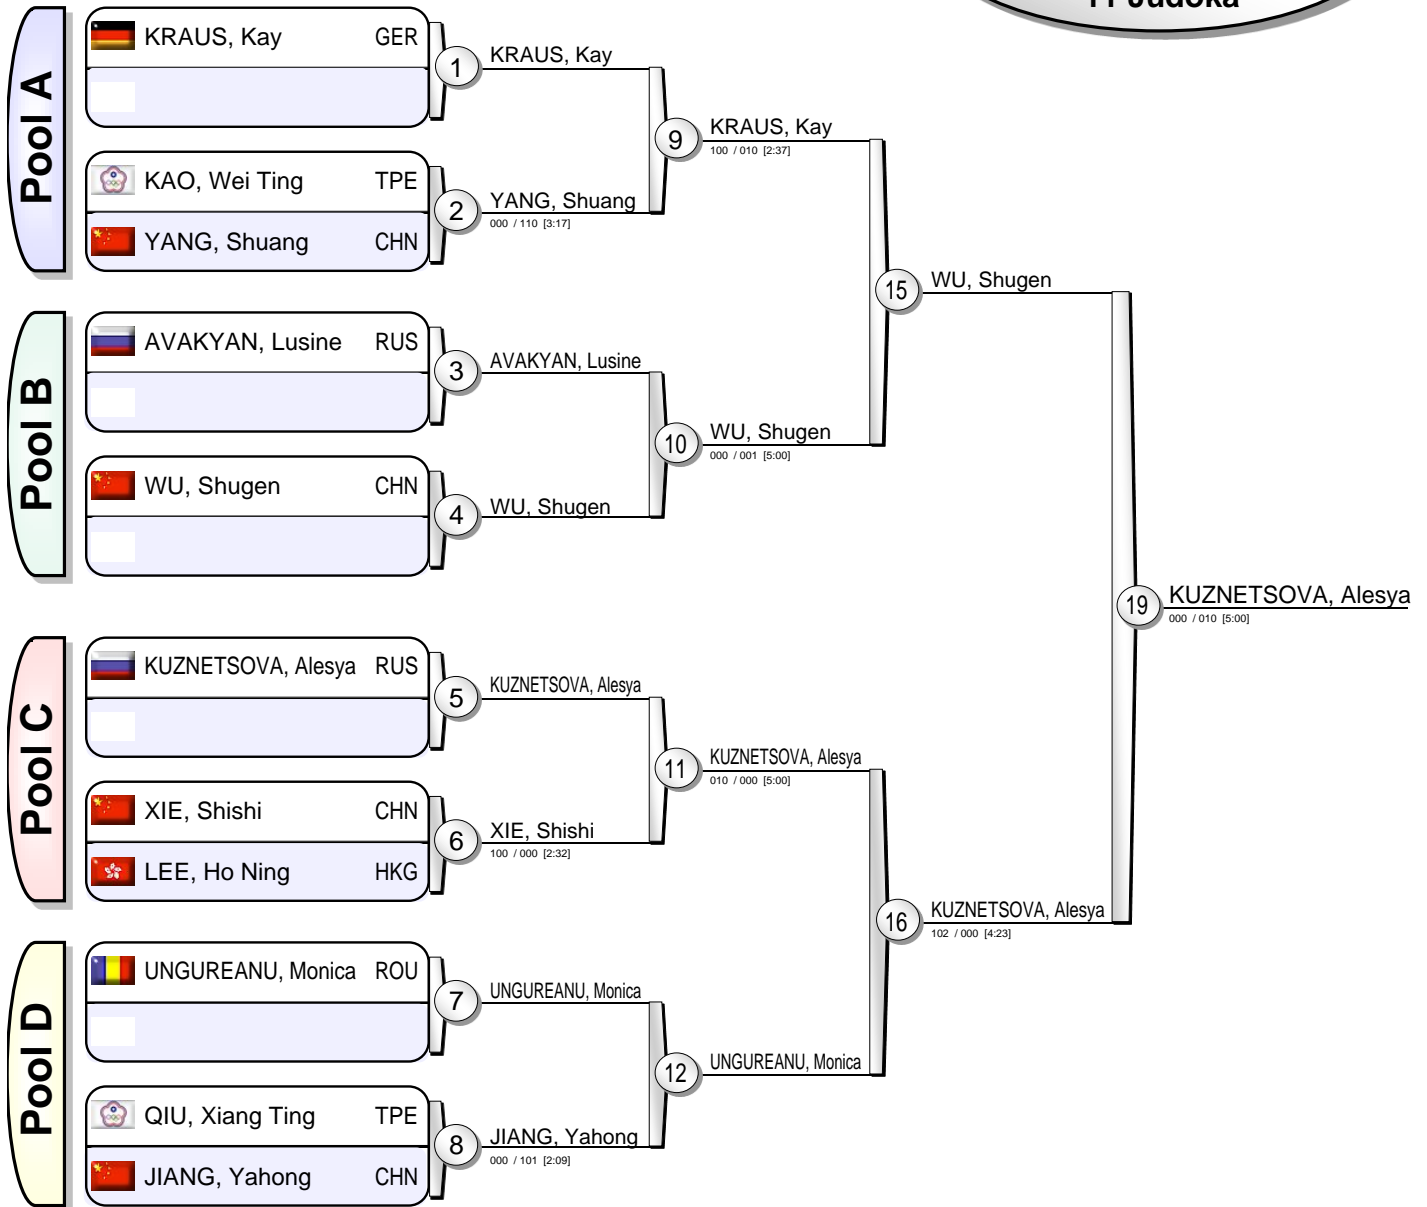 11 Judoka
Pool A
KRAUS, Kay GER
KAO, Wei Ting TPE
YANG, Shuang CHN
1
KRAUS, Kay
2
YANG, Shuang
000 / 110 [3:17]
9
KRAUS, Kay
100 / 010 [2:37]
Pool B
AVAKYAN, Lusine RUS
WU, Shugen CHN
3
AVAKYAN, Lusine
4
WU, Shugen
10
WU, Shugen
000 / 001 [5:00]
15
WU, Shugen
Pool C
KUZNETSOVA, Alesya RUS
XIE, Shishi CHN
LEE, Ho Ning HKG
5
KUZNETSOVA, Alesya
6
XIE, Shishi
100 / 000 [2:32]
11
KUZNETSOVA, Alesya
010 / 000 [5:00]
Pool D
UNGUREANU, Monica ROU
QIU, Xiang Ting TPE
JIANG, Yahong CHN
7
UNGUREANU, Monica
8
JIANG, Yahong
000 / 101 [2:09]
12
UNGUREANU, Monica
16
KUZNETSOVA, Alesya
102 / 000 [4:23]
19
KUZNETSOVA, Alesya
000 / 010 [5:00]